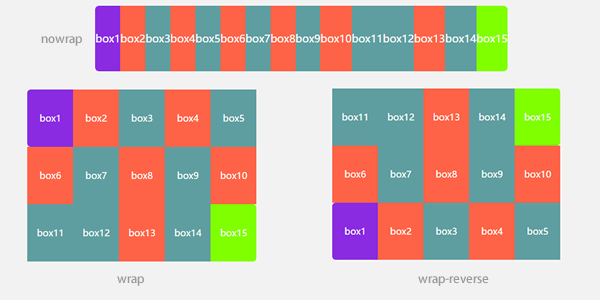 nowrap box1 box2 box3 box4 box5 box6 box7 box8 box9 box10 box11 box12 box13 box14 box15
box1 box2 box3 box4 box5
box6 box7 box8 box9 box10
box11 box12 box13 box14 box15
wrap
box11 box12 box13 box14 box15
box6 box7 box8 box9 box10
box1 box2 box3 box4 box5
wrap-reverse